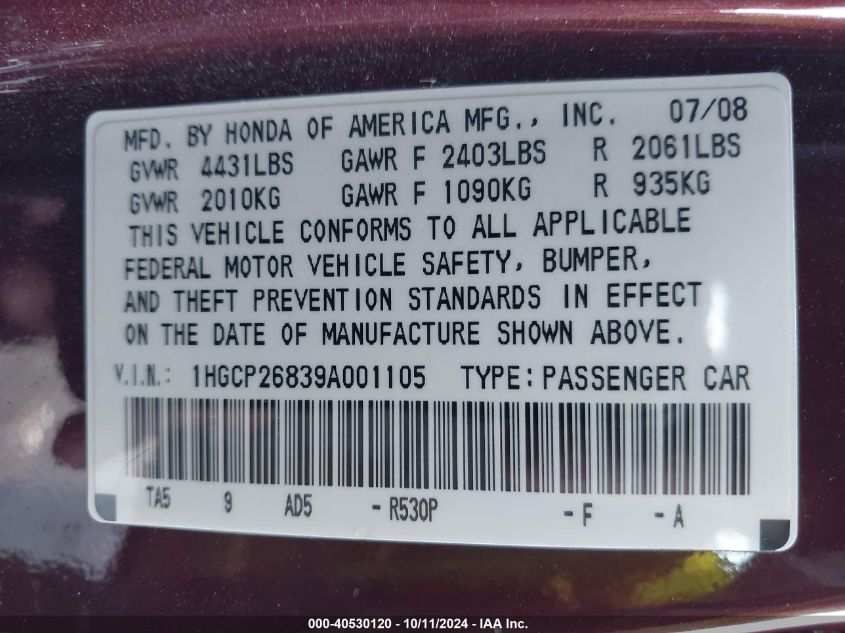 MFD. BY HONDA OF AMERICA MFG., INC. 07/08
GVWR 4431LBS GAWR F 2403LBS R 2061LBS
GVWR 2010KG GAWR F 1090KG R 935KG
THIS VEHICLE CONFORMS TO ALL APPLICABLE
FEDERAL MOTOR VEHICLE SAFETY, BUMPER,
AND THEFT PREVENTION STANDARDS IN EFFECT
ON THE DATE OF MANUFACTURE SHOWN ABOVE.
V.I.N.: 1HGCP26839A001105 TYPE: PASSENGER CAR
TA5 9 AD5 - R530P - F - A
000-40530120 - 10/11/2024 - IAA Inc.